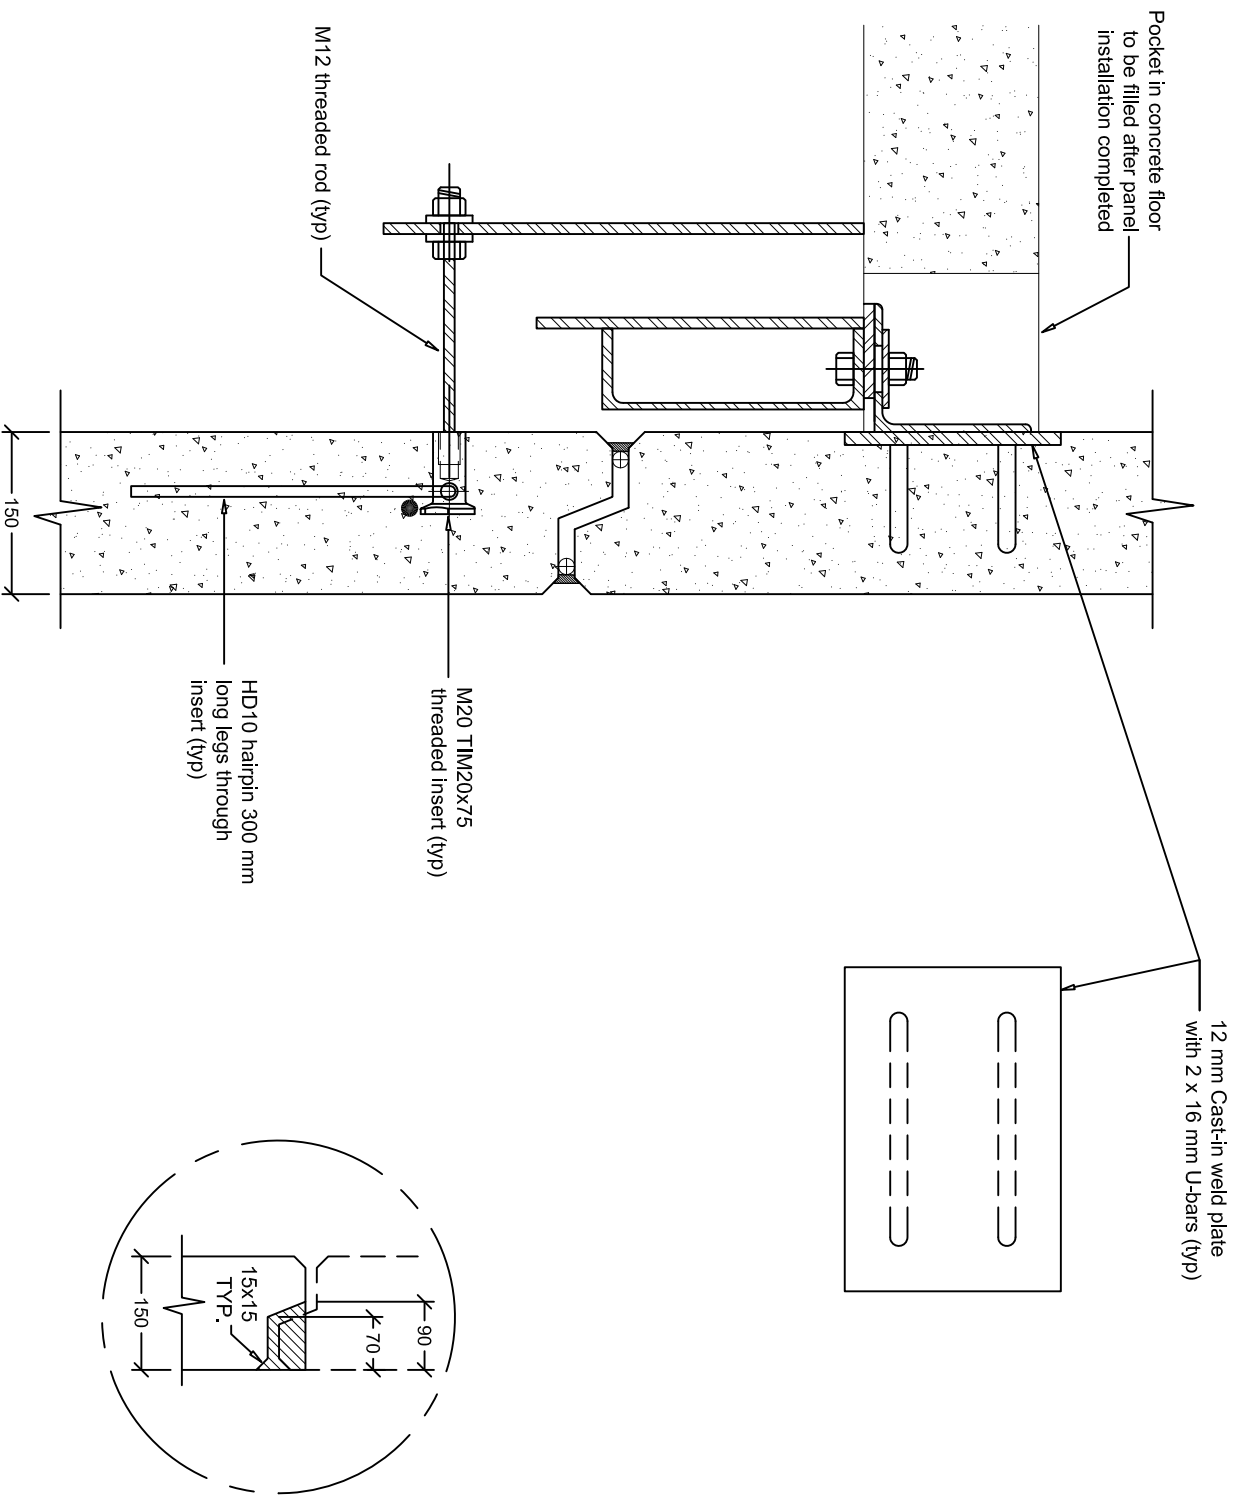 Pocket in concrete floor
to be filled after panel
installation completed
12 mm Cast-in weld plate
with 2 x 16 mm U-bars (typ)
M12 threaded rod (typ)
M20 TIM20x75
threaded insert (typ)
HD10 hairpin 300 mm
long legs through
insert (typ)
150
90
70
15x15
TYP.
150